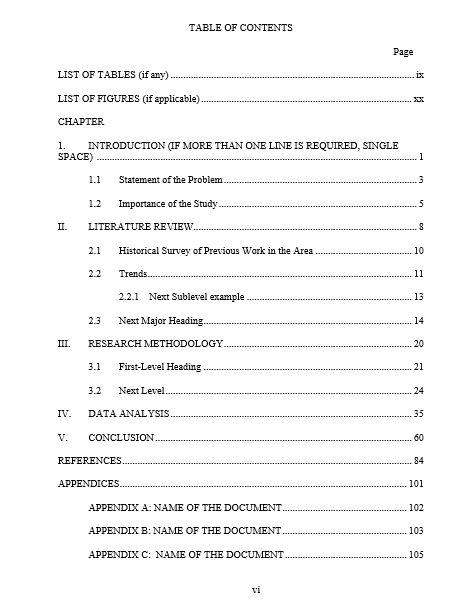 TABLE OF CONTENTS
Page
LIST OF TABLES (if any) ix
LIST OF FIGURES (if applicable) xx
CHAPTER
1. INTRODUCTION (IF MORE THAN ONE LINE IS REQUIRED, SINGLE
SPACE) 1
1.1 Statement of the Problem 3
1.2 Importance of the Study 5
II. LITERATURE REVIEW 8
2.1 Historical Survey of Previous Work in the Area 10
2.2 Trends 11
2.2.1 Next Sublevel example 13
2.3 Next Major Heading 14
III. RESEARCH METHODOLOGY 20
3.1 First-Level Heading 21
3.2 Next Level 24
IV. DATA ANALYSIS 35
V. CONCLUSION 60
REFERENCES 84
APPENDICES 101
APPENDIX A: NAME OF THE DOCUMENT 102
APPENDIX B: NAME OF THE DOCUMENT 103
APPENDIX C: NAME OF THE DOCUMENT 105
vi